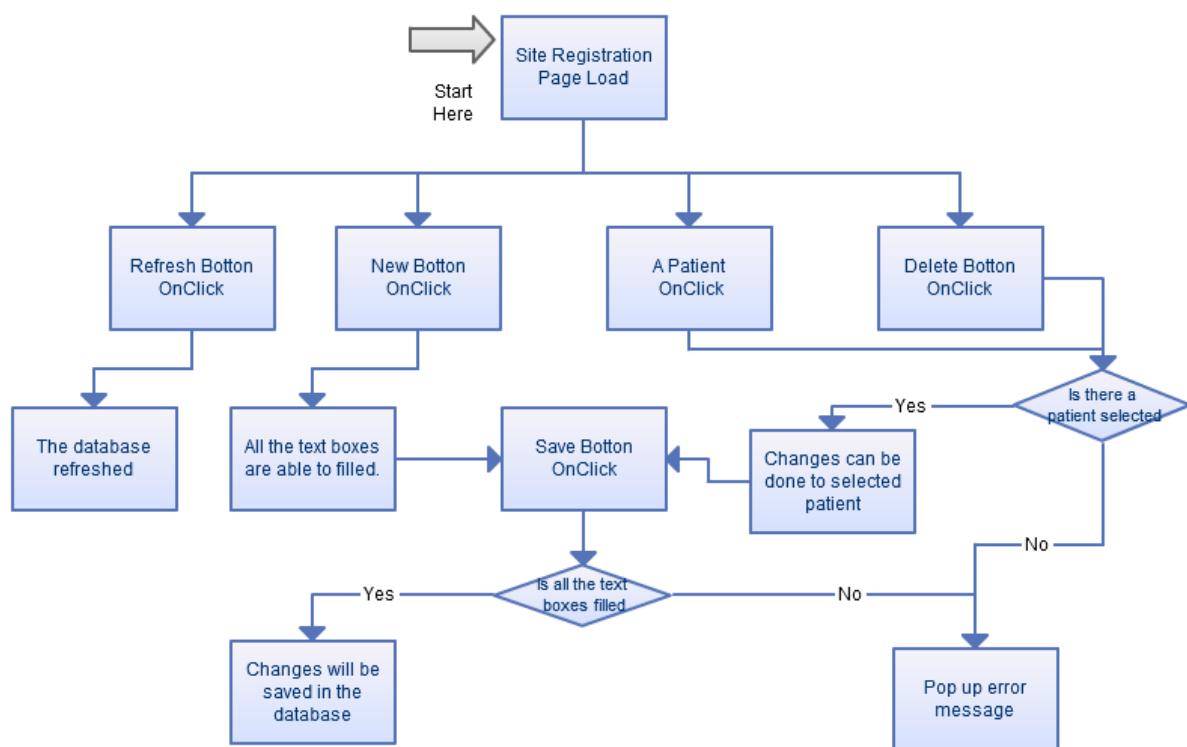 Site Registration
Page Load
Start
Here
Refresh Botton
OnClick
New Botton
OnClick
A Patient
OnClick
Delete Botton
OnClick
Is there a
patient selected
Yes
The database
refreshed
All the text boxes
are able to filled.
Save Botton
OnClick
Changes can be
done to selected
patient
No
Is all the text
boxes filled
Yes
No
Changes will be
saved in the
database
Pop up error
message